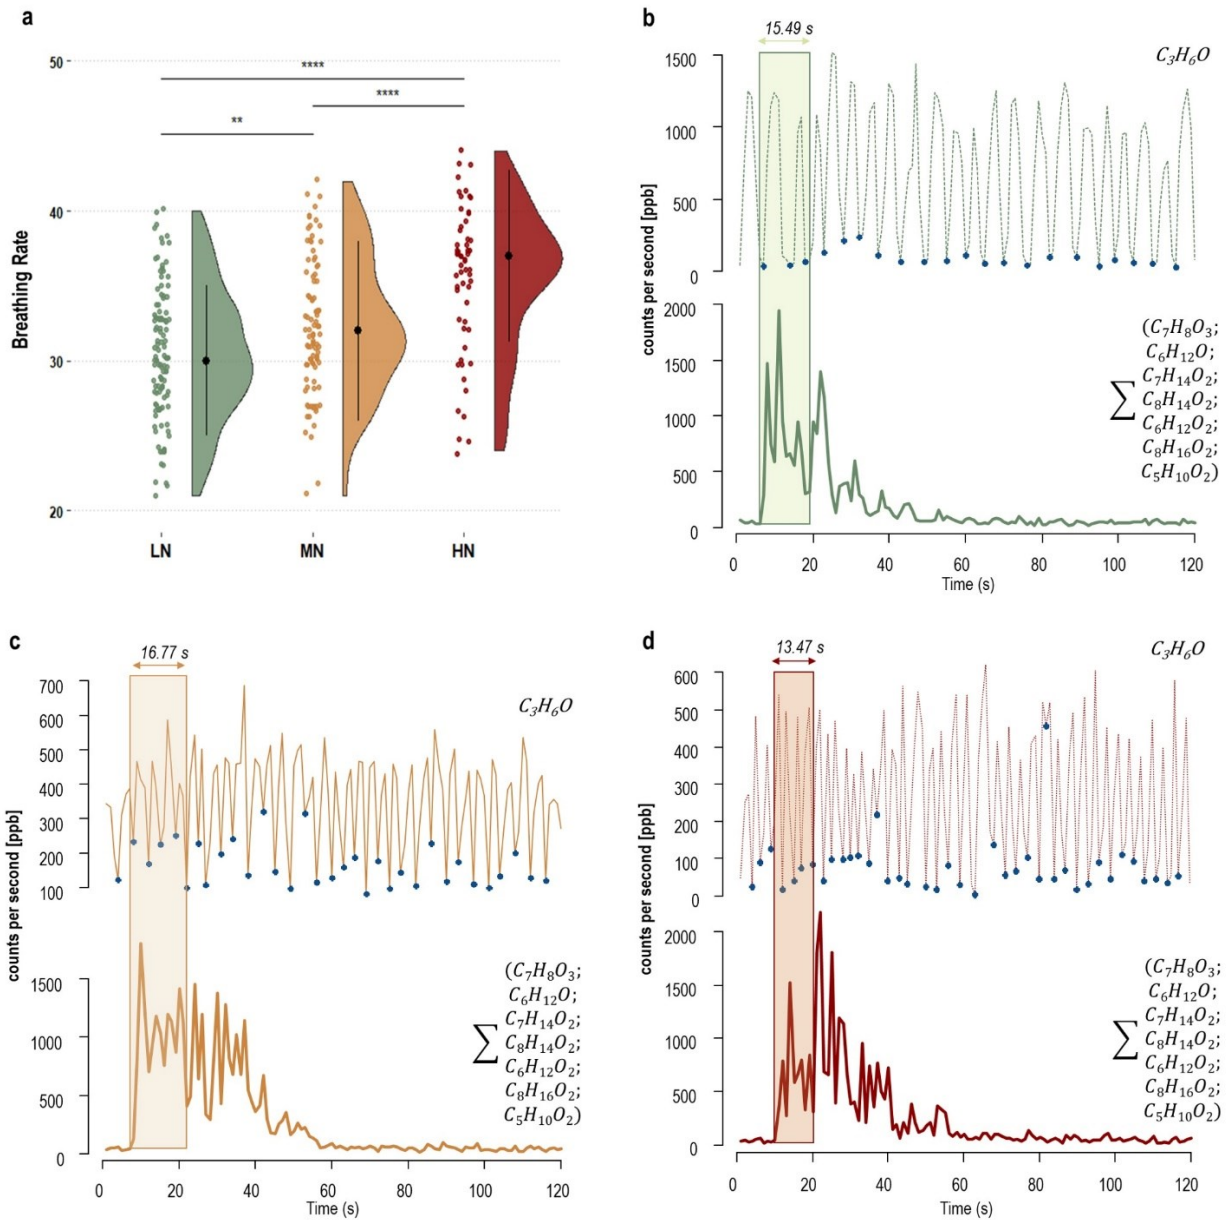 a
Breathing Rate
50
40
30
20
****
****
**
LN MN HN
b
15.49 s
C₃H₆O
counts per second [ppb]
1500
1000
500
0
2000
1500
1000
500
0
∑
(C₇H₈O₃;
C₆H₁₂O;
C₇H₁₄O₂;
C₈H₁₄O₂;
C₆H₁₂O₂;
C₈H₁₆O₂;
C₅H₁₀O₂)
0 20 40 60 80 100 120
Time (s)
c
16.77 s
C₃H₆O
counts per second [ppb]
700
600
500
400
300
200
100
1500
1000
500
0
∑
(C₇H₈O₃;
C₆H₁₂O;
C₇H₁₄O₂;
C₈H₁₄O₂;
C₆H₁₂O₂;
C₈H₁₆O₂;
C₅H₁₀O₂)
0 20 40 60 80 100 120
Time (s)
d
13.47 s
C₃H₆O
counts per second [ppb]
600
500
400
300
200
100
0
2000
1500
1000
500
0
∑
(C₇H₈O₃;
C₆H₁₂O;
C₇H₁₄O₂;
C₈H₁₄O₂;
C₆H₁₂O₂;
C₈H₁₆O₂;
C₅H₁₀O₂)
0 20 40 60 80 100 120
Time (s)